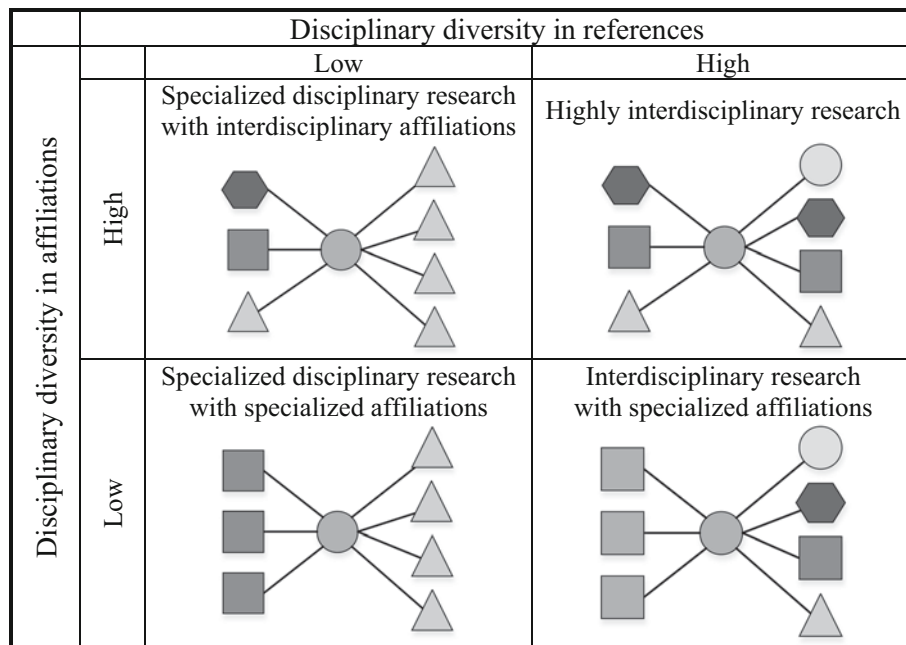 Disciplinary diversity in references
Low
High
Disciplinary diversity in affiliations
High
Specialized disciplinary research
with interdisciplinary affiliations
Highly interdisciplinary research
Low
Specialized disciplinary research
with specialized affiliations
Interdisciplinary research
with specialized affiliations